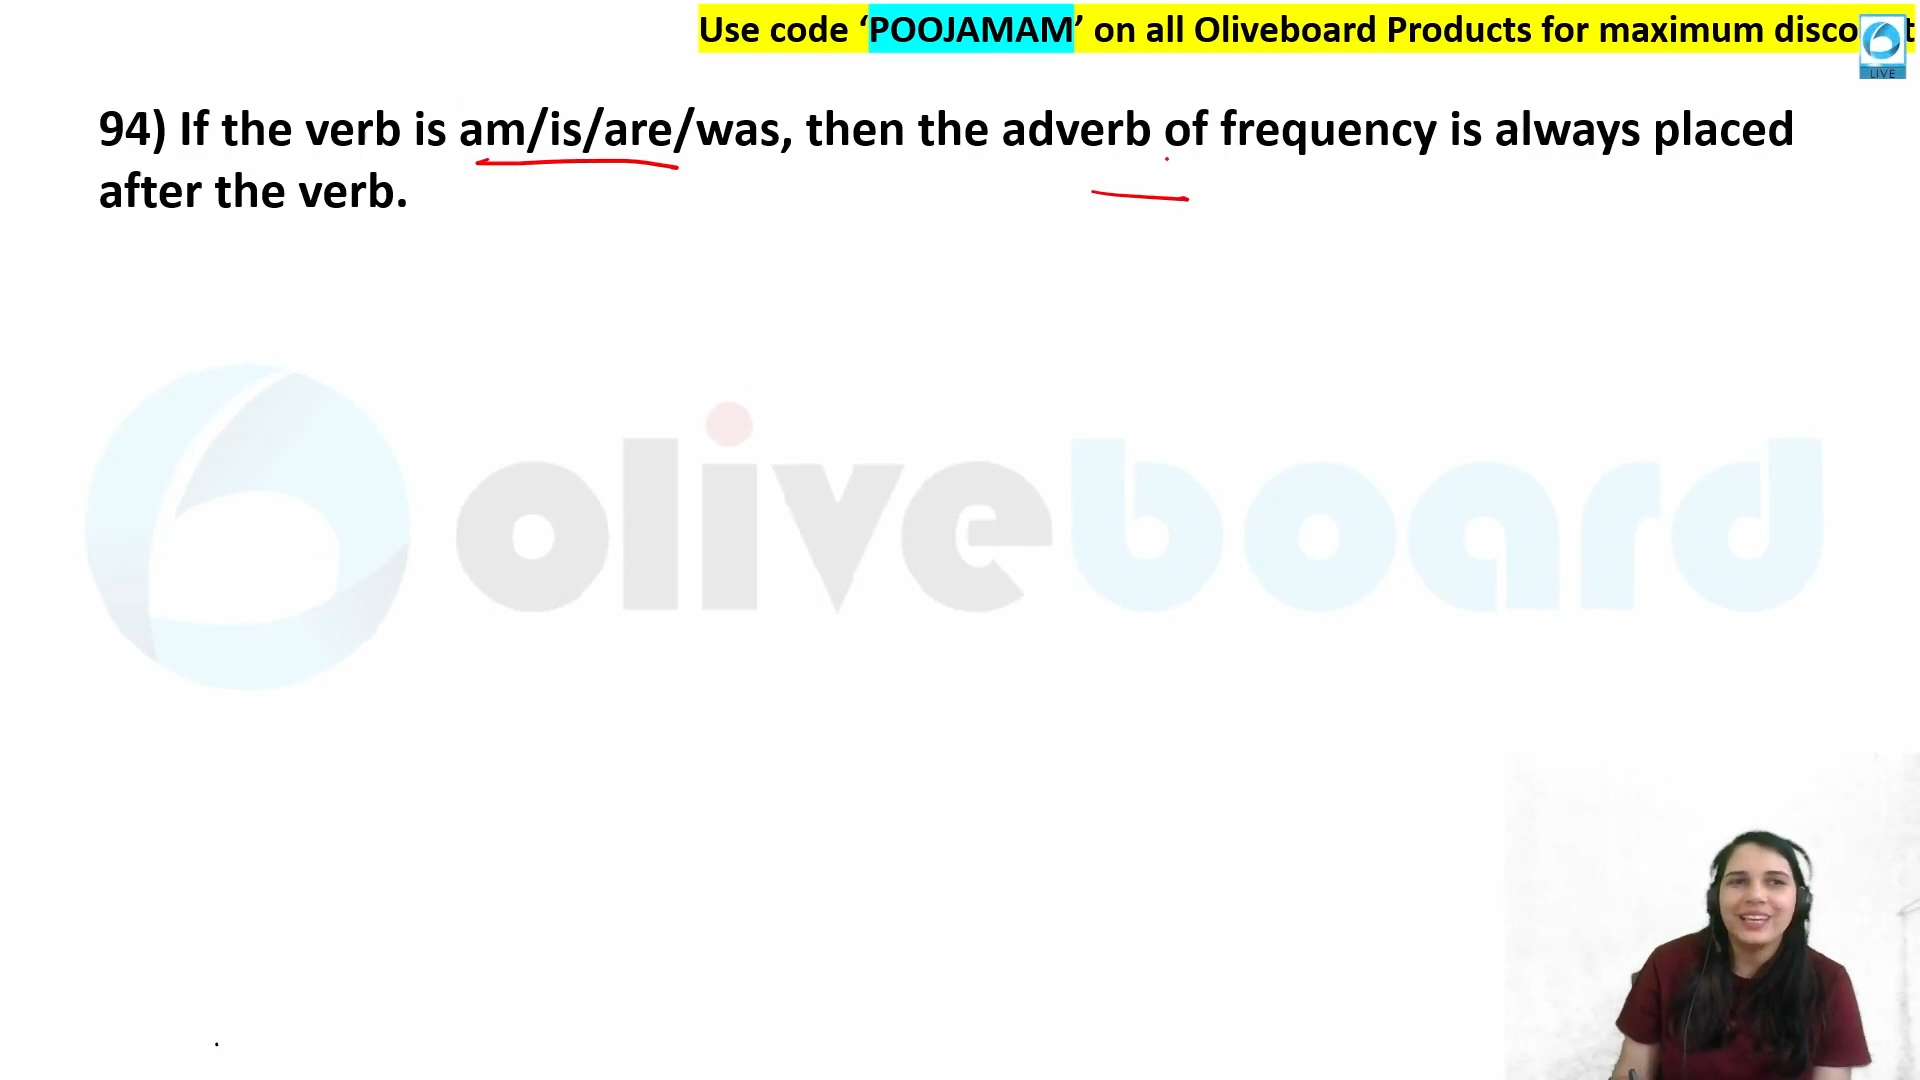 Use code ‘POOJAMAM’ on all Oliveboard Products for maximum disco t
LIVE
94) If the verb is am/is/are/was, then the adverb of frequency is always placed
after the verb.
oliveboard